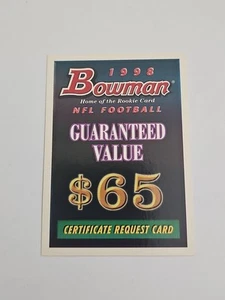 1998
Bowman®
Home of the Rookie Card
NFL FOOTBALL
GUARANTEED
VALUE
$65
CERTIFICATE REQUEST CARD